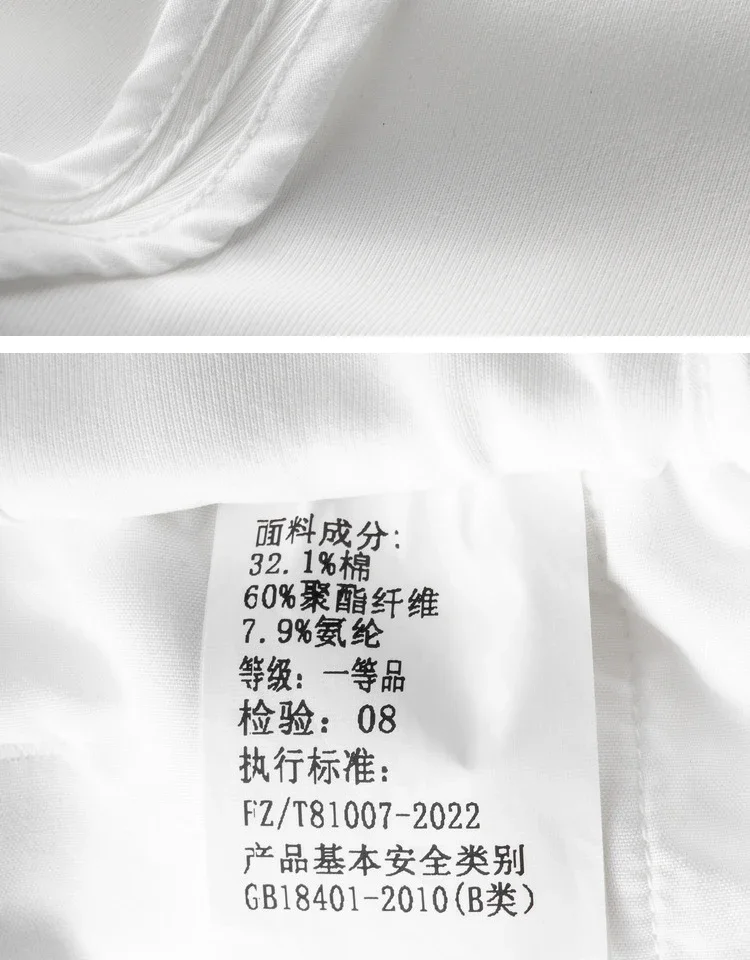 面料成分:
32.1%棉
60%聚酯纤维
7.9%氨纶
等级: 一等品
检验: 08
执行标准:
FZ/T81007-2022
产品基本安全类别
GB18401-2010(B类)